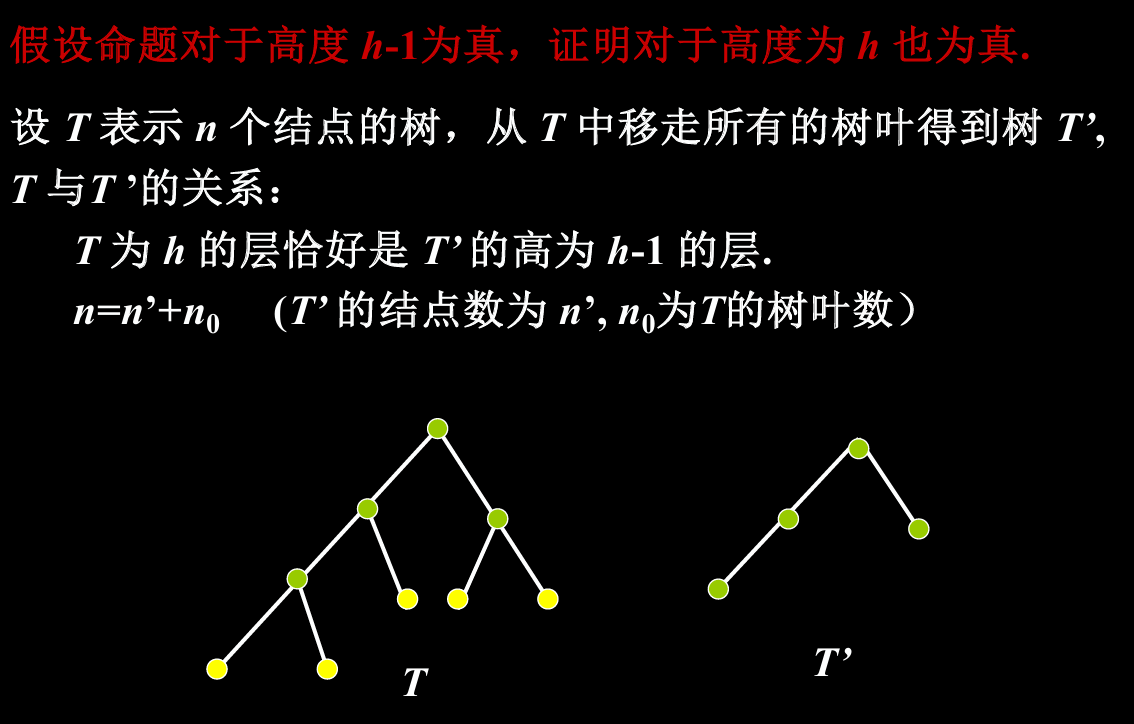 假设命题对于高度 h-1为真，证明对于高度为 h 也为真.
设 T 表示 n 个结点的树，从 T 中移走所有的树叶得到树 T’,
T 与T ’的关系：
T 为 h 的层恰好是 T’ 的高为 h-1 的层.
n=n’+n₀ (T’ 的结点数为 n’, n₀为T的树叶数）
T
T’